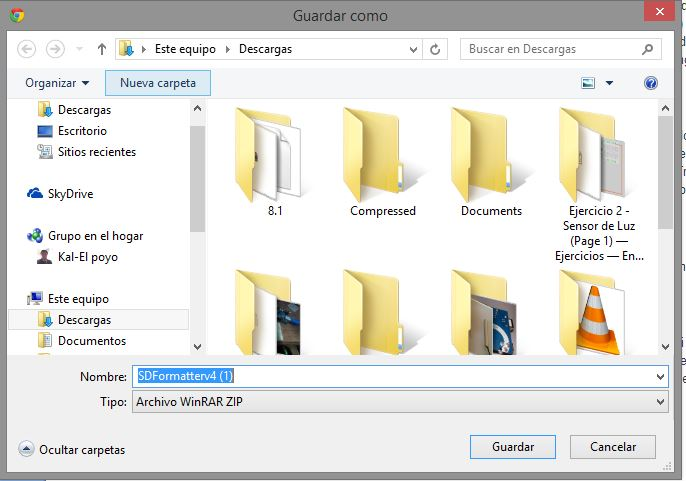 Guardar como
Este equipo
Descargas
Buscar en Descargas
Organizar
Nueva carpeta
Descargas
Escritorio
Sitios recientes
SkyDrive
Grupo en el hogar
Kal-El poyo
Este equipo
Descargas
Documentos
8.1
Compressed
Documents
Ejercicio 2 -
Sensor de Luz
(Page 1) —
Ejercicios — En...
Nombre:
SDFormatterv4 (1)
Tipo:
Archivo WinRAR ZIP
Ocultar carpetas
Guardar
Cancelar